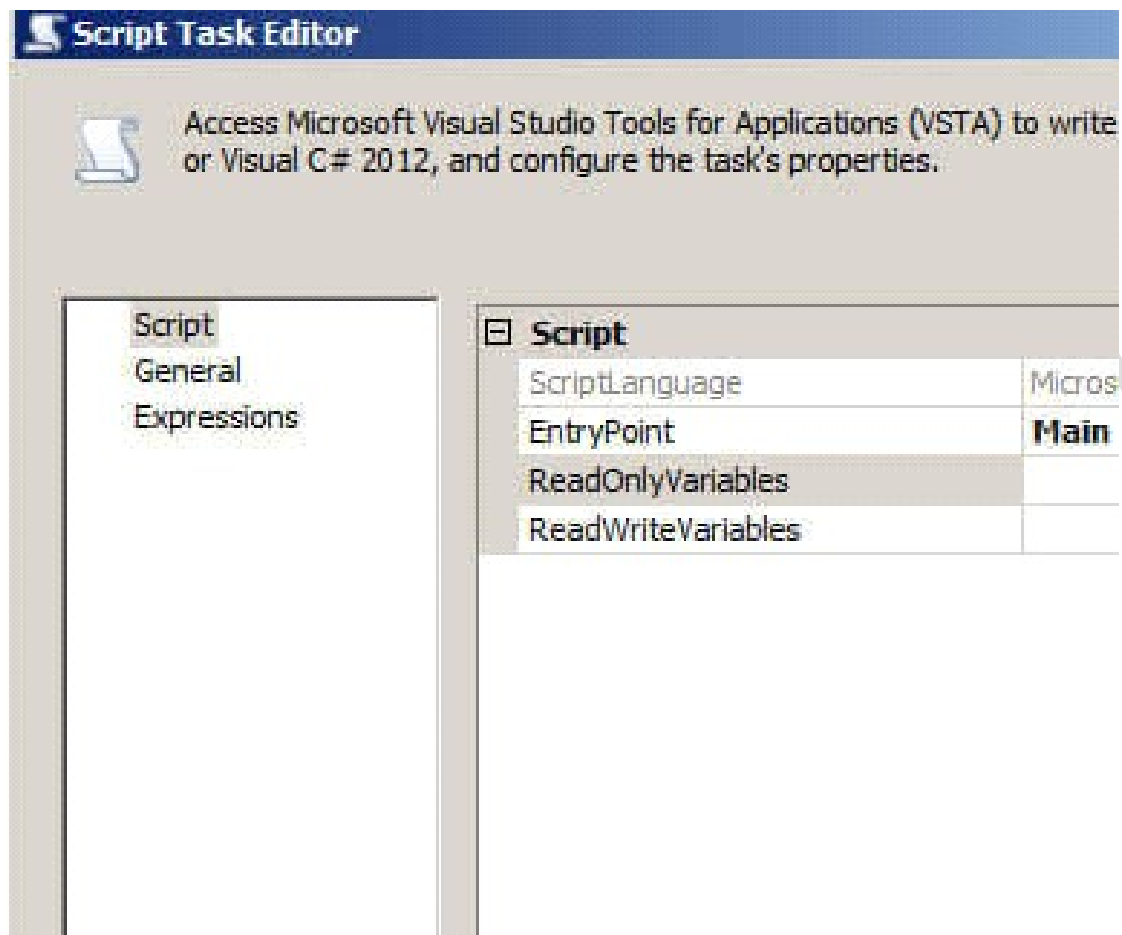 Script Task Editor
Access Microsoft Visual Studio Tools for Applications (VSTA) to write
or Visual C# 2012, and configure the task's properties.
Script
General
Expressions
Script
ScriptLanguage Micros
EntryPoint Main
ReadOnlyVariables
ReadWriteVariables